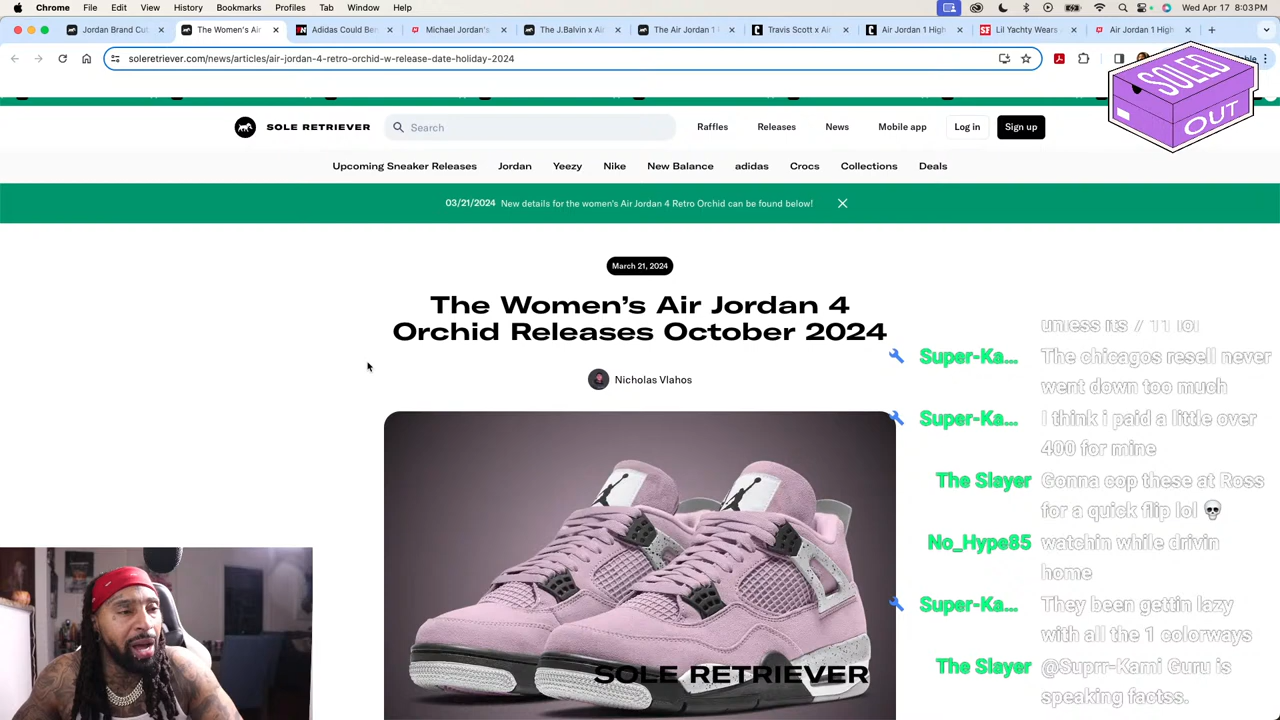 Chrome File Edit View History Bookmarks Profiles Tab Window Help Wed Apr 17 8:03 PM
Jordan Brand Cut The Women's Air Adidas Could Be Michael Jordan's The J.Balvin x Air The Air Jordan 1 Travis Scott x Air Air Jordan 1 High Lil Yachty Wears Air Jordan 1 High
soleretriever.com/news/articles/air-jordan-4-retro-orchid-w-release-date-holiday-2024
SOLED
OUT
SOLE RETRIEVER Search Raffles Releases News Mobile app Log in Sign up
Upcoming Sneaker Releases Jordan Yeezy Nike New Balance adidas Crocs Collections Deals
03/21/2024 New details for the women's Air Jordan 4 Retro Orchid can be found below!
March 21, 2024
The Women's Air Jordan 4
Orchid Releases October 2024
Nicholas Vlahos
SOLE RETRIEVER
unless its 7 11 lol
Super-Ka... The chicagos resell never
went down too much
Super-Ka... I think i paid a little over
400 for mine
The Slayer Gonna cop these at Ross
for a quick flip lol 💀
No_Hype85 watchin while drivin
home
Super-Ka... They been gettin lazy
with all the 1 colorways
The Slayer @Suprr-Kami Guru is
speaking factss.